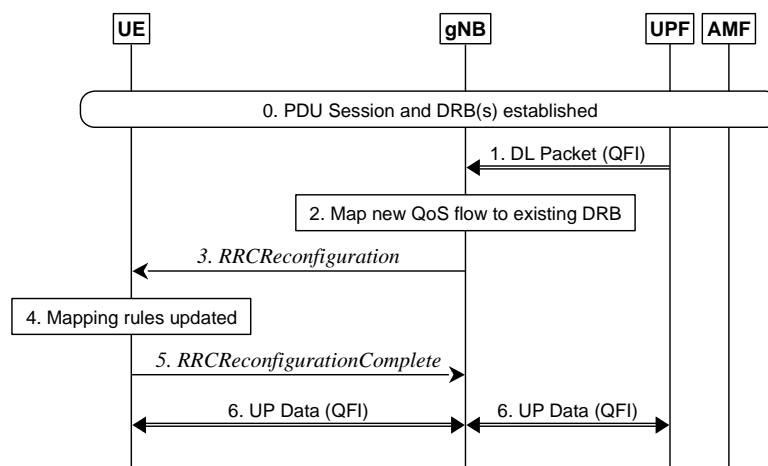 UE gNB UPF AMF
0. PDU Session and DRB(s) established
1. DL Packet (QFI)
2. Map new QoS flow to existing DRB
3. RRCReconfiguration
4. Mapping rules updated
5. RRCReconfigurationComplete
6. UP Data (QFI) 6. UP Data (QFI)